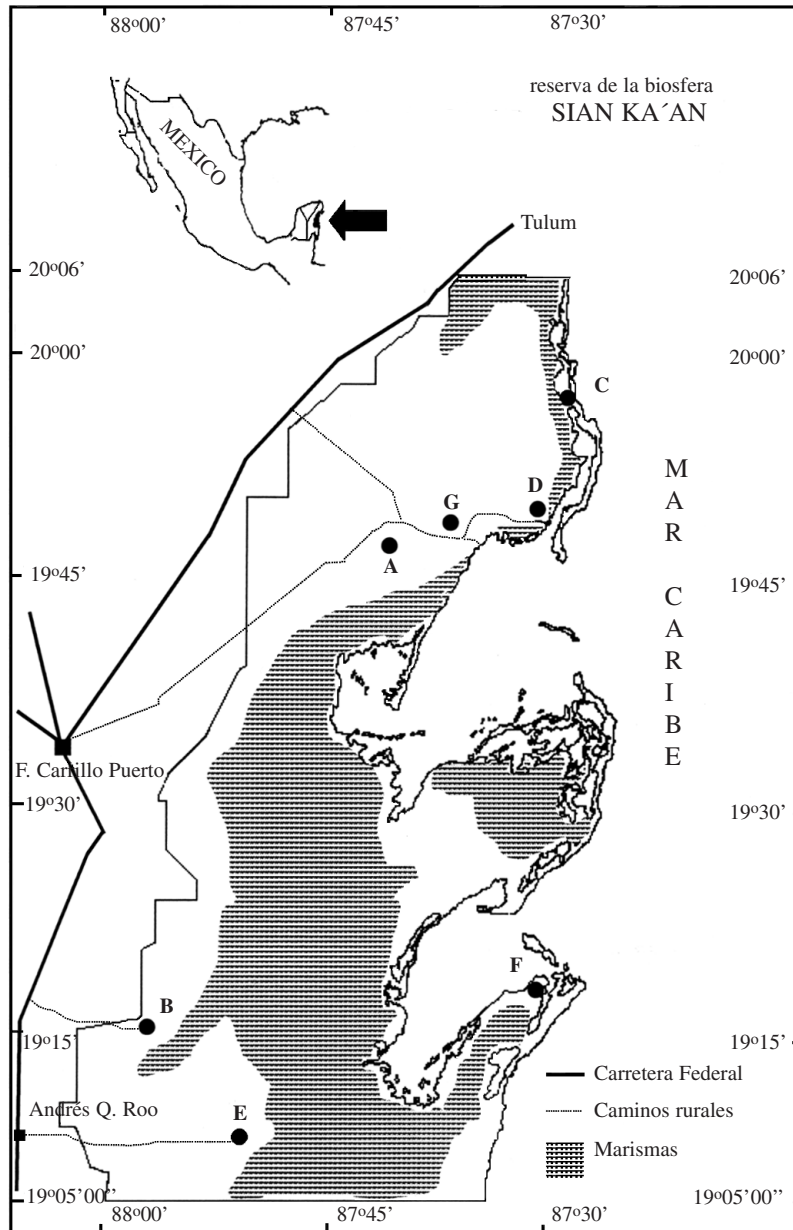 88º00’ 87º45’ 87º30’
reserva de la biosfera
SIAN KA´AN
MEXICO
Tulum
20º06’ 20º06’
20º00’ 20º00’
C
D
G
A
MAR CARIBE
19º45’ 19º45’
F. Carrillo Puerto
19º30’ 19º30’
F
B
19º15’ 19º15’
Carretera Federal
Andrés Q. Roo
Caminos rurales
E
Marismas
19º05’00” 19º05’00”
88º00’ 87º45’ 87º30’